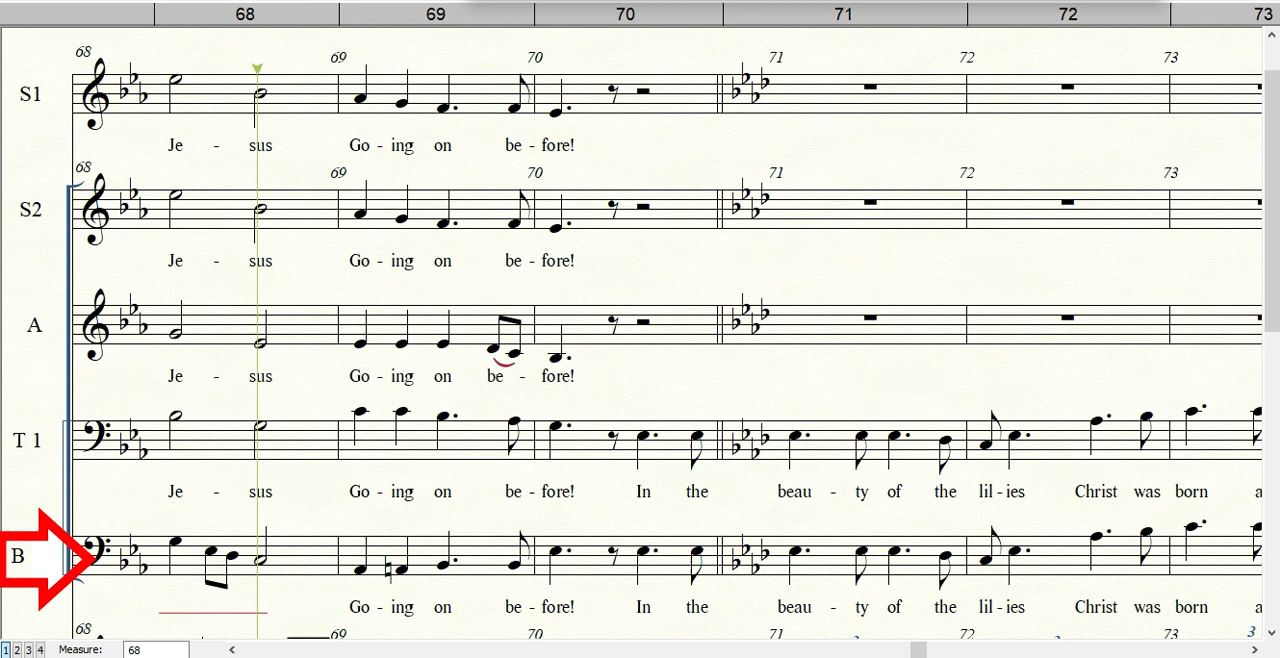 68 69 70 71 72 73
68 69 70 71 72 73
S1
Je - sus Go - ing on be - fore!
68 69 70 71 72 73
S2
Je - sus Go - ing on be - fore!
A
Je - sus Go - ing on be - fore!
T 1
Je - sus Go - ing on be - fore! In the beau - ty of the lil - ies Christ was born a
B
Go - ing on be - fore! In the beau - ty of the lil - ies Christ was born a
68 69 70 71 72 73 3
1 2 3 4 Measure: 68